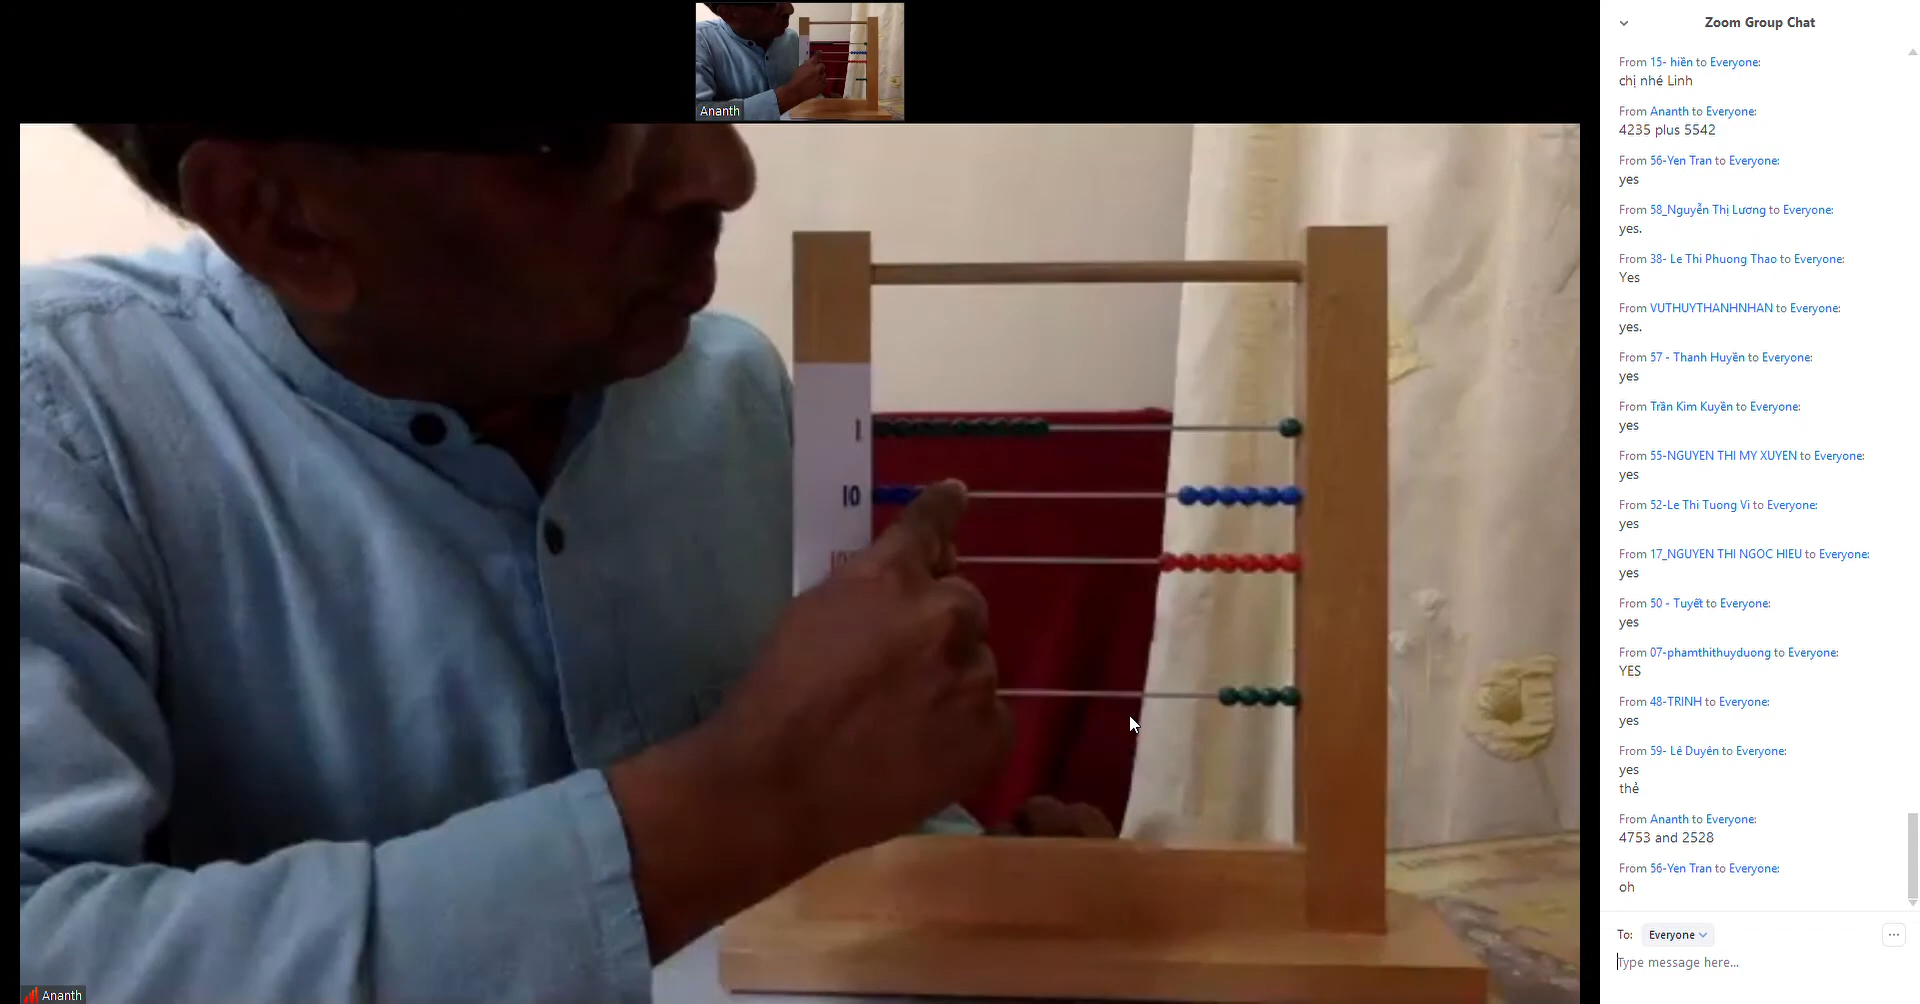 Ananth
1
10
Ananth
Zoom Group Chat
From 15- hiền to Everyone:
chị nhé Linh
From Ananth to Everyone:
4235 plus 5542
From 56-Yen Tran to Everyone:
yes
From 58_Nguyễn Thị Lương to Everyone:
yes.
From 38- Le Thi Phuong Thao to Everyone:
Yes
From VUTHUYTHANHNHAN to Everyone:
yes.
From 57 - Thanh Huyền to Everyone:
yes
From Trần Kim Kuyền to Everyone:
yes
From 55-NGUYEN THI MY XUYEN to Everyone:
yes
From 52-Le Thi Tuong Vi to Everyone:
yes
From 17_NGUYEN THI NGOC HIEU to Everyone:
yes
From 50 - Tuyết to Everyone:
yes
From 07-phamthithuyduong to Everyone:
YES
From 48-TRINH to Everyone:
yes
From 59- Lê Duyên to Everyone:
yes
thẻ
From Ananth to Everyone:
4753 and 2528
From 56-Yen Tran to Everyone:
oh
To: Everyone
Type message here...